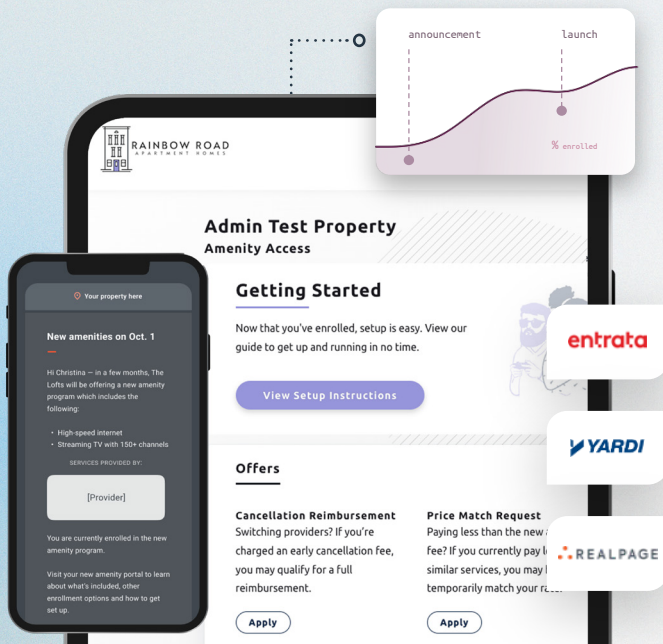 announcement
launch
% enrolled
RAINBOW ROAD
APARTMENT HOMES
Admin Test Property
Amenity Access
Getting Started
Now that you've enrolled, setup is easy. View our
guide to get up and running in no time.
View Setup Instructions
Offers
Cancellation Reimbursement
Switching providers? If you're
charged an early cancellation fee,
you may qualify for a full
reimbursement.
Apply
Price Match Request
Paying less than the new
fee? If you currently pay
similar services, you may
temporarily match your
Apply
Your property here
New amenities on Oct. 1
Hi Christina — in a few months, The
Lofts will be offering a new amenity
program which includes the
following:
• High-speed internet
• Streaming TV with 150+ channels
SERVICES PROVIDED BY:
[Provider]
You are currently enrolled in the new
amenity program.
Visit your new amenity portal to learn
about what's included, other
enrollment options and how to get
set up.
entrata
YARDI
REALPAGE